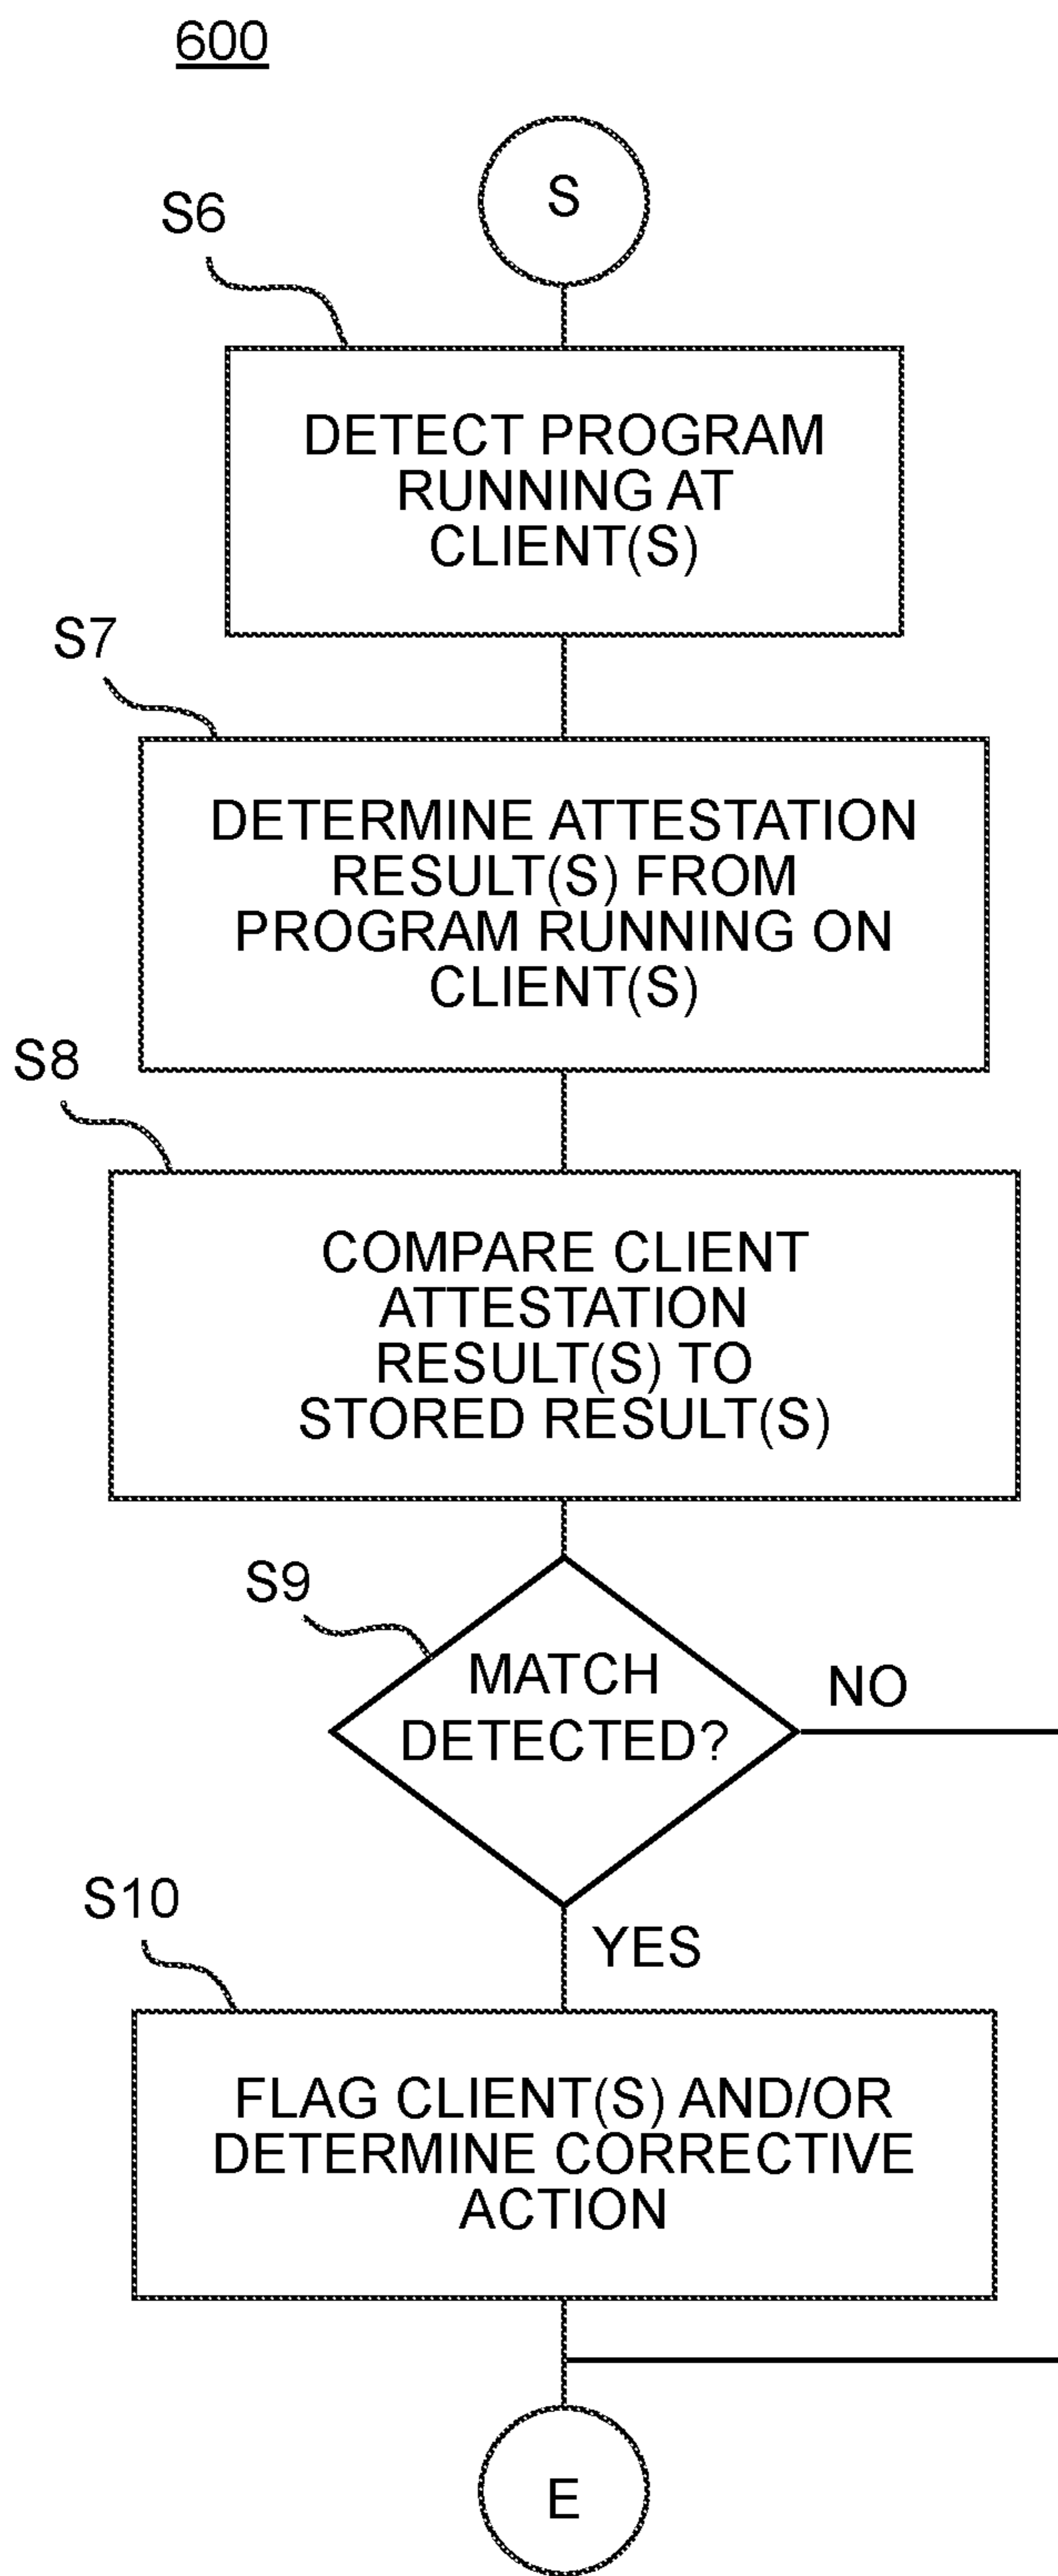 600
S
S6
DETECT PROGRAM
RUNNING AT
CLIENT(S)
S7
DETERMINE ATTESTATION
RESULT(S) FROM
PROGRAM RUNNING ON
CLIENT(S)
S8
COMPARE CLIENT
ATTESTATION
RESULT(S) TO
STORED RESULT(S)
S9
MATCH
DETECTED?
NO
YES
S10
FLAG CLIENT(S) AND/OR
DETERMINE CORRECTIVE
ACTION
E